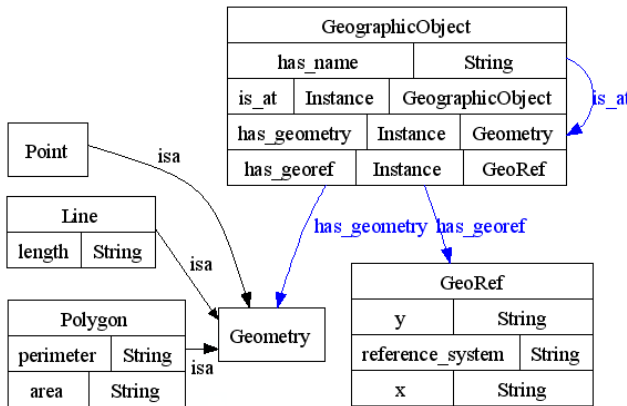 GeographicObject
has_name String
is_at Instance GeographicObject
is_at
has_geometry Instance Geometry
has_georef Instance GeoRef
Point
isa
Line
length String
isa
has_geometry has_georef
Polygon
perimeter String
area String
isa
Geometry
GeoRef
y String
reference_system String
x String